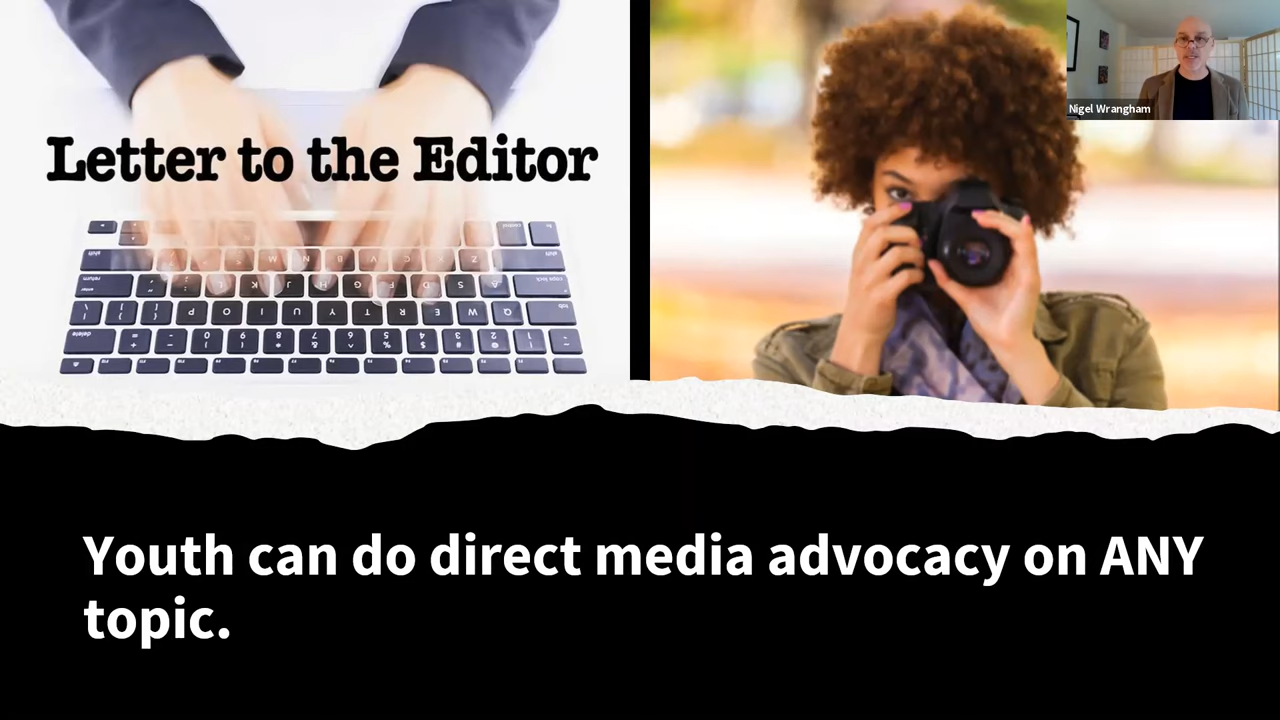 Letter to the Editor
Nigel Wrangham
Youth can do direct media advocacy on ANY
topic.